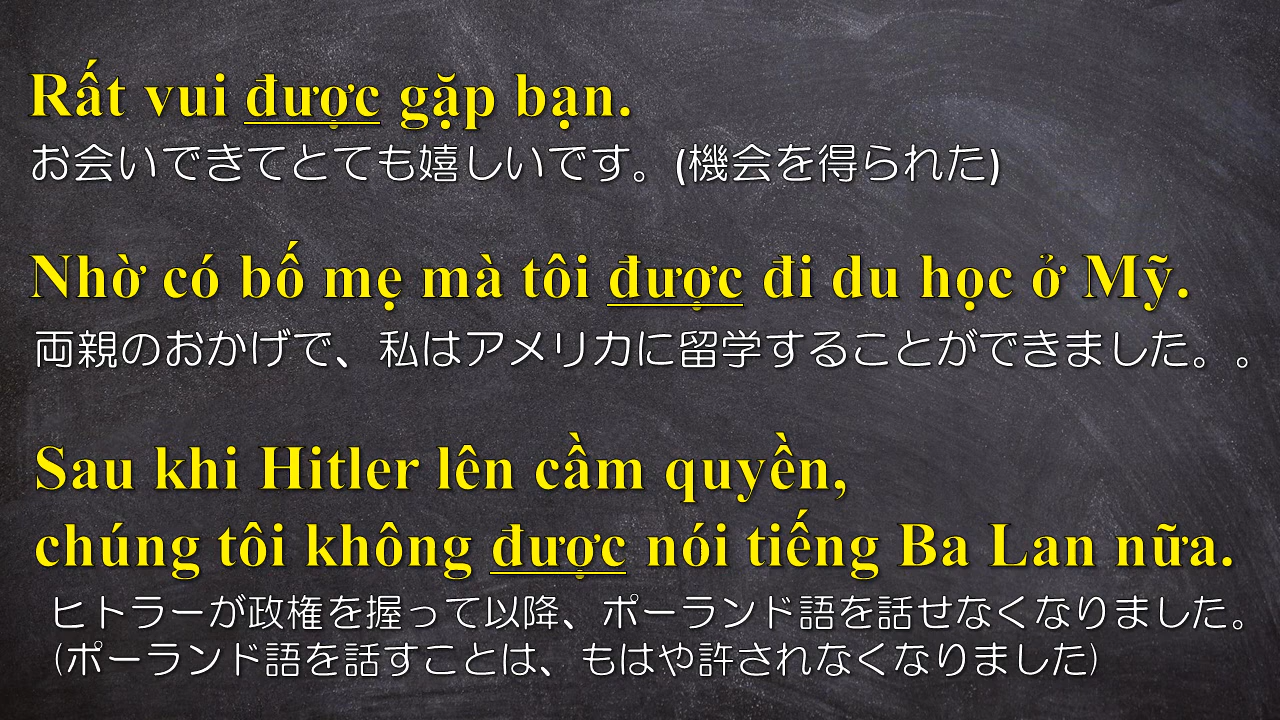 Rất vui được gặp bạn.
お会いできてとても嬉しいです。(機会を得られた)
Nhờ có bố mẹ mà tôi được đi du học ở Mỹ.
両親のおかげで、私はアメリカに留学することができました。。
Sau khi Hitler lên cầm quyền,
chúng tôi không được nói tiếng Ba Lan nữa.
ヒトラーが政権を握って以降、ポーランド語を話せなくなりました。
(ポーランド語を話すことは、もはや許されなくなりました)